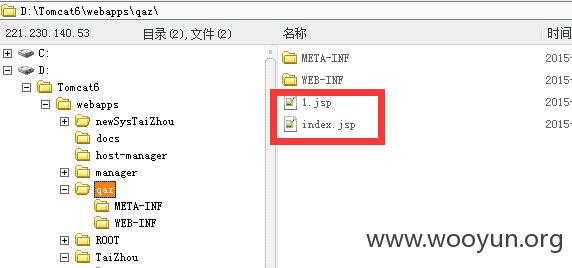 D:\Tomcat6\webapps\qaz\
221.230.140.53
目录(2),文件(2)
名称
时间
C:
D:
Tomcat6
webapps
newSysTaiZhou
docs
host-manager
manager
qaz
META-INF
WEB-INF
ROOT
TaiZhou
META-INF
2015-
WEB-INF
2015-
1.jsp
2015-
index.jsp
2015-
www.wooyun.org